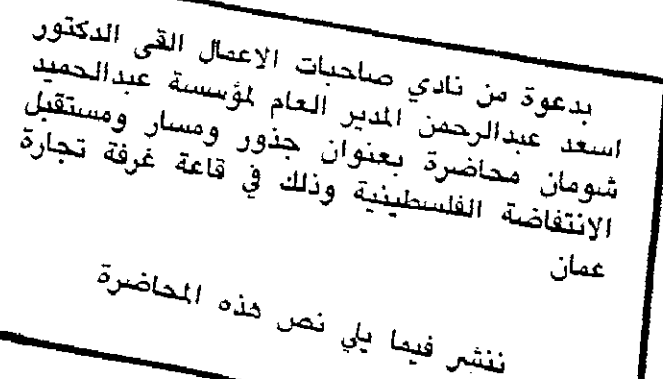 بدعوة من نادي صاحبات الاعمال القى الدكتور
اسعد عبدالرحمن المدير العام لمؤسسة عبدالحميد
شومان محاضرة بعنوان جذور ومسار ومستقبل
الانتفاضة الفلسطينية وذلك في قاعة غرفة تجارة
عمان
ننشر فيما يلي نص هذه المحاضرة